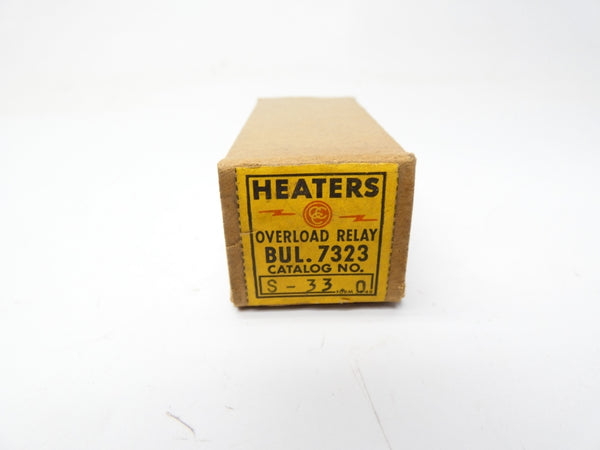 HEATERS
OVERLOAD RELAY
BUL. 7323
CATALOG NO.
S - 33.0